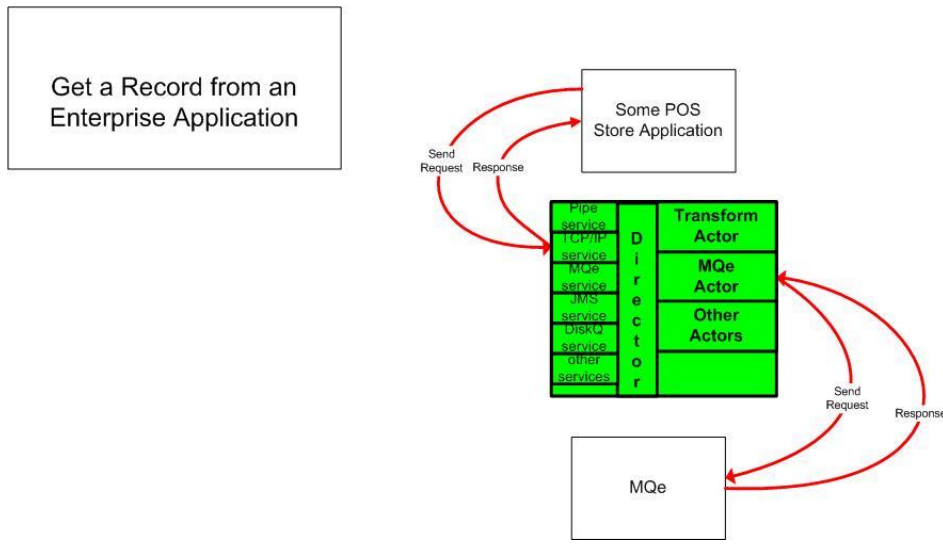 Get a Record from an
Enterprise Application
Some POS
Store Application
Send
Request
Response
Pipe
service
TCP/IP
service
MQe
service
JMS
service
DiskQ
service
other
services
Director
Transform
Actor
MQe
Actor
Other
Actors
Send
Request
Response
MQe